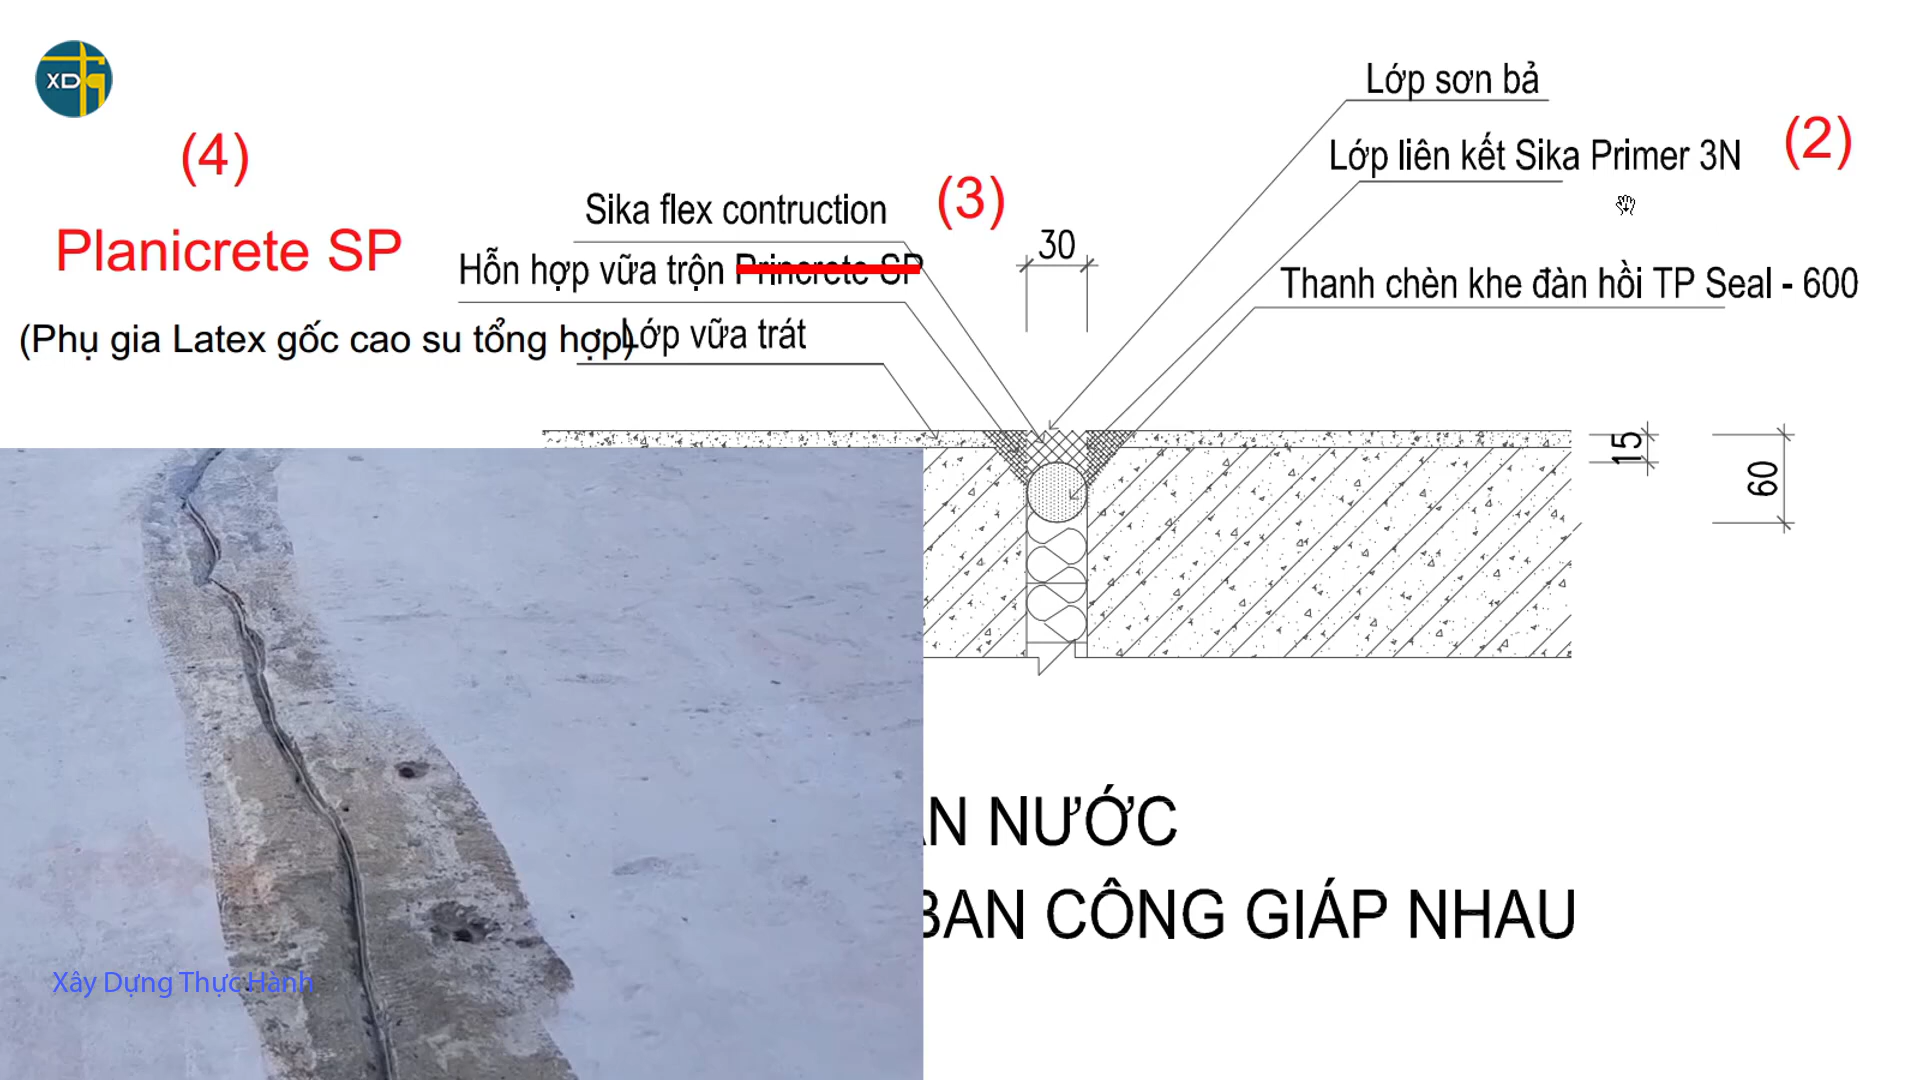 XD
(4)
Planicrete SP
(Phụ gia Latex gốc cao su tổng hợp)
Sika flex contruction
(3)
Hỗn hợp vữa trộn Princrete SP
Lớp vữa trát
Lớp sơn bả
Lớp liên kết Sika Primer 3N
(2)
Thanh chèn khe đàn hồi TP Seal - 600
30
15
60
NƯỚC
BAN CÔNG GIÁP NHAU
Xây Dựng Thực Hành